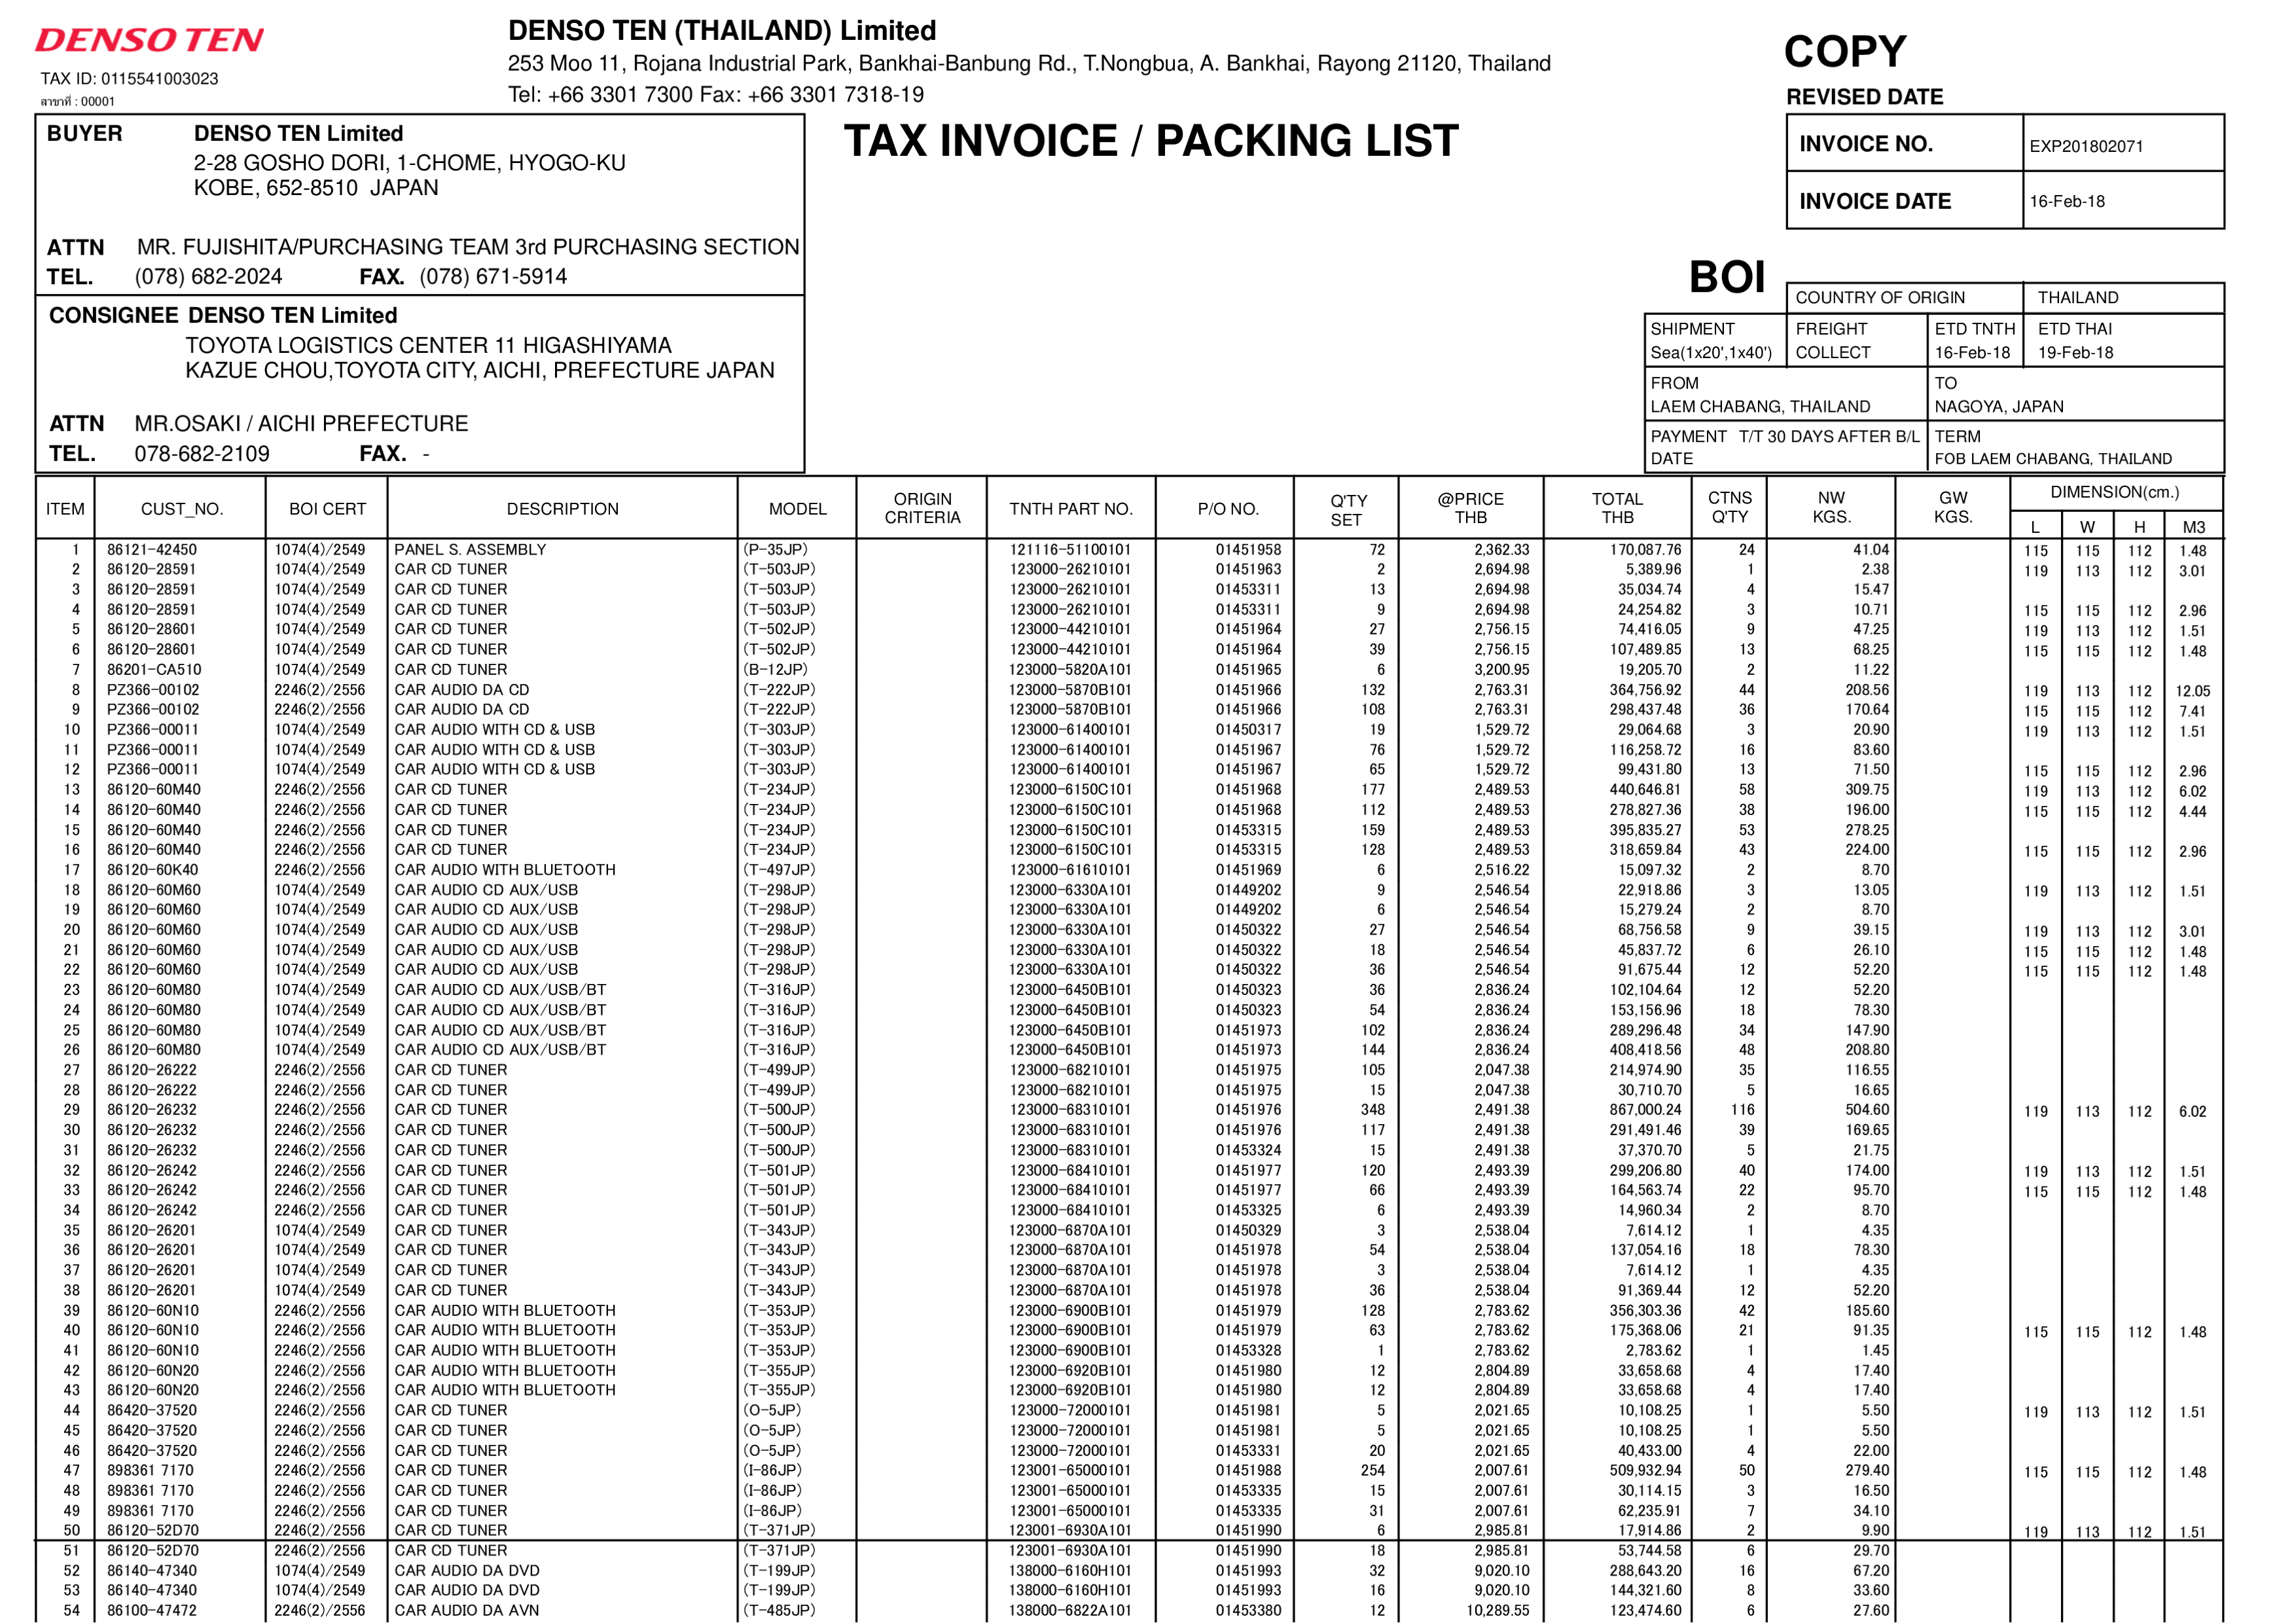 DENSO TEN
TAX ID: 0115541003023
สาขาที่ : 00001
DENSO TEN (THAILAND) Limited
253 Moo 11, Rojana Industrial Park, Bankhai-Banbung Rd., T.Nongbua, A. Bankhai, Rayong 21120, Thailand
Tel: +66 3301 7300 Fax: +66 3301 7318-19
COPY
REVISED DATE
TAX INVOICE / PACKING LIST
INVOICE NO. EXP201802071
INVOICE DATE 16-Feb-18
BUYER DENSO TEN Limited
2-28 GOSHO DORI, 1-CHOME, HYOGO-KU
KOBE, 652-8510 JAPAN
ATTN MR. FUJISHITA/PURCHASING TEAM 3rd PURCHASING SECTION
TEL. (078) 682-2024 FAX. (078) 671-5914
CONSIGNEE DENSO TEN Limited
TOYOTA LOGISTICS CENTER 11 HIGASHIYAMA
KAZUE CHOU,TOYOTA CITY, AICHI, PREFECTURE JAPAN
ATTN MR.OSAKI / AICHI PREFECTURE
TEL. 078-682-2109 FAX. -
BOI
COUNTRY OF ORIGIN THAILAND
SHIPMENT FREIGHT ETD TNTH ETD THAI
Sea(1x20',1x40') COLLECT 16-Feb-18 19-Feb-18
FROM TO
LAEM CHABANG, THAILAND NAGOYA, JAPAN
PAYMENT T/T 30 DAYS AFTER B/L TERM
DATE FOB LAEM CHABANG, THAILAND
ITEM CUST_NO. BOI CERT DESCRIPTION MODEL ORIGIN CRITERIA TNTH PART NO. P/O NO. Q'TY SET @PRICE THB TOTAL THB CTNS Q'TY NW KGS. GW KGS. DIMENSION(cm.)
L W H M3
1 86121-42450 1074(4)/2549 PANEL S. ASSEMBLY (P-35JP) 121116-51100101 01451958 72 2,362.33 170,087.76 24 41.04 115 115 112 1.48
2 86120-28591 1074(4)/2549 CAR CD TUNER (T-503JP) 123000-26210101 01451963 2 2,694.98 5,389.96 1 2.38 119 113 112 3.01
3 86120-28591 1074(4)/2549 CAR CD TUNER (T-503JP) 123000-26210101 01453311 13 2,694.98 35,034.74 4 15.47
4 86120-28591 1074(4)/2549 CAR CD TUNER (T-503JP) 123000-26210101 01453311 9 2,694.98 24,254.82 3 10.71 115 115 112 2.96
5 86120-28601 1074(4)/2549 CAR CD TUNER (T-502JP) 123000-44210101 01451964 27 2,756.15 74,416.05 9 47.25 119 113 112 1.51
6 86120-28601 1074(4)/2549 CAR CD TUNER (T-502JP) 123000-44210101 01451964 39 2,756.15 107,489.85 13 68.25 115 115 112 1.48
7 86201-CA510 1074(4)/2549 CAR CD TUNER (B-12JP) 123000-5820A101 01451965 6 3,200.95 19,205.70 2 11.22
8 PZ366-00102 2246(2)/2556 CAR AUDIO DA CD (T-222JP) 123000-5870B101 01451966 132 2,763.31 364,756.92 44 208.56 119 113 112 12.05
9 PZ366-00102 2246(2)/2556 CAR AUDIO DA CD (T-222JP) 123000-5870B101 01451966 108 2,763.31 298,437.48 36 170.64 115 115 112 7.41
10 PZ366-00011 1074(4)/2549 CAR AUDIO WITH CD & USB (T-303JP) 123000-61400101 01450317 19 1,529.72 29,064.68 3 20.90 119 113 112 1.51
11 PZ366-00011 1074(4)/2549 CAR AUDIO WITH CD & USB (T-303JP) 123000-61400101 01451967 76 1,529.72 116,258.72 16 83.60
12 PZ366-00011 1074(4)/2549 CAR AUDIO WITH CD & USB (T-303JP) 123000-61400101 01451967 65 1,529.72 99,431.80 13 71.50 115 115 112 2.96
13 86120-60M40 2246(2)/2556 CAR CD TUNER (T-234JP) 123000-6150C101 01451968 177 2,489.53 440,646.81 58 309.75 119 113 112 6.02
14 86120-60M40 2246(2)/2556 CAR CD TUNER (T-234JP) 123000-6150C101 01451968 112 2,489.53 278,827.36 38 196.00 115 115 112 4.44
15 86120-60M40 2246(2)/2556 CAR CD TUNER (T-234JP) 123000-6150C101 01453315 159 2,489.53 395,835.27 53 278.25
16 86120-60M40 2246(2)/2556 CAR CD TUNER (T-234JP) 123000-6150C101 01453315 128 2,489.53 318,659.84 43 224.00 115 115 112 2.96
17 86120-60K40 2246(2)/2556 CAR AUDIO WITH BLUETOOTH (T-497JP) 123000-61610101 01451969 6 2,516.22 15,097.32 2 8.70
18 86120-60M60 1074(4)/2549 CAR AUDIO CD AUX/USB (T-298JP) 123000-6330A101 01449202 9 2,546.54 22,918.86 3 13.05 119 113 112 1.51
19 86120-60M60 1074(4)/2549 CAR AUDIO CD AUX/USB (T-298JP) 123000-6330A101 01449202 6 2,546.54 15,279.24 2 8.70
20 86120-60M60 1074(4)/2549 CAR AUDIO CD AUX/USB (T-298JP) 123000-6330A101 01450322 27 2,546.54 68,756.58 9 39.15 119 113 112 3.01
21 86120-60M60 1074(4)/2549 CAR AUDIO CD AUX/USB (T-298JP) 123000-6330A101 01450322 18 2,546.54 45,837.72 6 26.10 115 115 112 1.48
22 86120-60M60 1074(4)/2549 CAR AUDIO CD AUX/USB (T-298JP) 123000-6330A101 01450322 36 2,546.54 91,675.44 12 52.20 115 115 112 1.48
23 86120-60M80 1074(4)/2549 CAR AUDIO CD AUX/USB/BT (T-316JP) 123000-6450B101 01450323 36 2,836.24 102,104.64 12 52.20
24 86120-60M80 1074(4)/2549 CAR AUDIO CD AUX/USB/BT (T-316JP) 123000-6450B101 01450323 54 2,836.24 153,156.96 18 78.30
25 86120-60M80 1074(4)/2549 CAR AUDIO CD AUX/USB/BT (T-316JP) 123000-6450B101 01451973 102 2,836.24 289,296.48 34 147.90
26 86120-60M80 1074(4)/2549 CAR AUDIO CD AUX/USB/BT (T-316JP) 123000-6450B101 01451973 144 2,836.24 408,418.56 48 208.80
27 86120-26222 2246(2)/2556 CAR CD TUNER (T-499JP) 123000-68210101 01451975 105 2,047.38 214,974.90 35 116.55
28 86120-26222 2246(2)/2556 CAR CD TUNER (T-499JP) 123000-68210101 01451975 15 2,047.38 30,710.70 5 16.65
29 86120-26232 2246(2)/2556 CAR CD TUNER (T-500JP) 123000-68310101 01451976 348 2,491.38 867,000.24 116 504.60 119 113 112 6.02
30 86120-26232 2246(2)/2556 CAR CD TUNER (T-500JP) 123000-68310101 01451976 117 2,491.38 291,491.46 39 169.65
31 86120-26232 2246(2)/2556 CAR CD TUNER (T-500JP) 123000-68310101 01453324 15 2,491.38 37,370.70 5 21.75
32 86120-26242 2246(2)/2556 CAR CD TUNER (T-501JP) 123000-68410101 01451977 120 2,493.39 299,206.80 40 174.00 119 113 112 1.51
33 86120-26242 2246(2)/2556 CAR CD TUNER (T-501JP) 123000-68410101 01451977 66 2,493.39 164,563.74 22 95.70 115 115 112 1.48
34 86120-26242 2246(2)/2556 CAR CD TUNER (T-501JP) 123000-68410101 01453325 6 2,493.39 14,960.34 2 8.70
35 86120-26201 1074(4)/2549 CAR CD TUNER (T-343JP) 123000-6870A101 01450329 3 2,538.04 7,614.12 1 4.35
36 86120-26201 1074(4)/2549 CAR CD TUNER (T-343JP) 123000-6870A101 01451978 54 2,538.04 137,054.16 18 78.30
37 86120-26201 1074(4)/2549 CAR CD TUNER (T-343JP) 123000-6870A101 01451978 3 2,538.04 7,614.12 1 4.35
38 86120-26201 1074(4)/2549 CAR CD TUNER (T-343JP) 123000-6870A101 01451978 36 2,538.04 91,369.44 12 52.20
39 86120-60N10 2246(2)/2556 CAR AUDIO WITH BLUETOOTH (T-353JP) 123000-6900B101 01451979 128 2,783.62 356,303.36 42 185.60
40 86120-60N10 2246(2)/2556 CAR AUDIO WITH BLUETOOTH (T-353JP) 123000-6900B101 01451979 63 2,783.62 175,368.06 21 91.35 115 115 112 1.48
41 86120-60N10 2246(2)/2556 CAR AUDIO WITH BLUETOOTH (T-353JP) 123000-6900B101 01453328 1 2,783.62 2,783.62 1 1.45
42 86120-60N20 2246(2)/2556 CAR AUDIO WITH BLUETOOTH (T-355JP) 123000-6920B101 01451980 12 2,804.89 33,658.68 4 17.40
43 86120-60N20 2246(2)/2556 CAR AUDIO WITH BLUETOOTH (T-355JP) 123000-6920B101 01451980 12 2,804.89 33,658.68 4 17.40
44 86420-37520 2246(2)/2556 CAR CD TUNER (O-5JP) 123000-72000101 01451981 5 2,021.65 10,108.25 1 5.50 119 113 112 1.51
45 86420-37520 2246(2)/2556 CAR CD TUNER (O-5JP) 123000-72000101 01451981 5 2,021.65 10,108.25 1 5.50
46 86420-37520 2246(2)/2556 CAR CD TUNER (O-5JP) 123000-72000101 01453331 20 2,021.65 40,433.00 4 22.00
47 898361 7170 2246(2)/2556 CAR CD TUNER (I-86JP) 123001-65000101 01451988 254 2,007.61 509,932.94 50 279.40 115 115 112 1.48
48 898361 7170 2246(2)/2556 CAR CD TUNER (I-86JP) 123001-65000101 01453335 15 2,007.61 30,114.15 3 16.50
49 898361 7170 2246(2)/2556 CAR CD TUNER (I-86JP) 123001-65000101 01453335 31 2,007.61 62,235.91 7 34.10
50 86120-52D70 2246(2)/2556 CAR CD TUNER (T-371JP) 123001-6930A101 01451990 6 2,985.81 17,914.86 2 9.90 119 113 112 1.51
51 86120-52D70 2246(2)/2556 CAR CD TUNER (T-371JP) 123001-6930A101 01451990 18 2,985.81 53,744.58 6 29.70
52 86140-47340 1074(4)/2549 CAR AUDIO DA DVD (T-199JP) 138000-6160H101 01451993 32 9,020.10 288,643.20 16 67.20
53 86140-47340 1074(4)/2549 CAR AUDIO DA DVD (T-199JP) 138000-6160H101 01451993 16 9,020.10 144,321.60 8 33.60
54 86100-47472 2246(2)/2556 CAR AUDIO DA AVN (T-485JP) 138000-6822A101 01453380 12 10,289.55 123,474.60 6 27.60